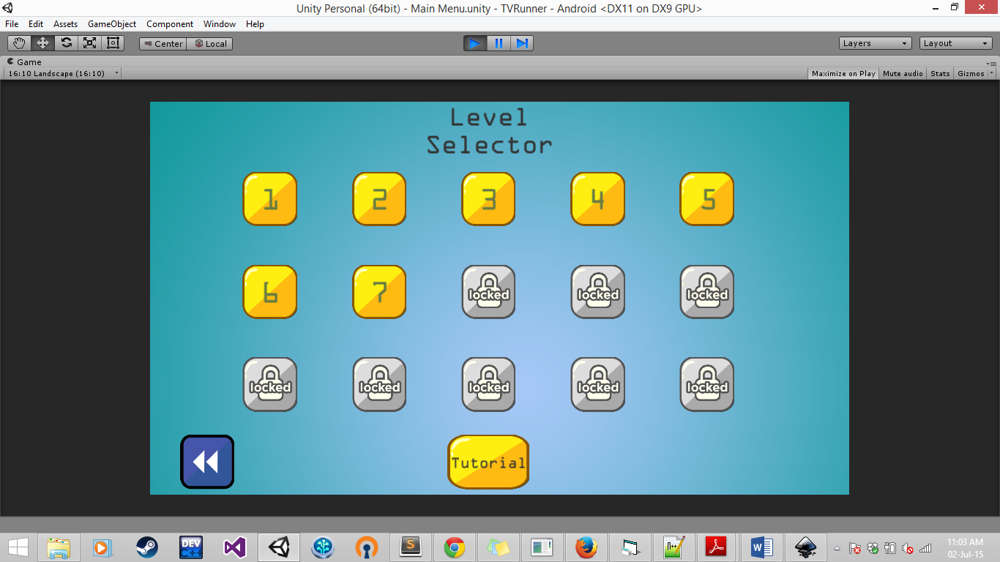 Unity Personal (64bit) - Main Menu.unity - TVRunner - Android <DX11 on DX9 GPU>
File Edit Assets GameObject Component Window Help
Center Local Layers Layout
Game
16:10 Landscape (16:10) Maximize on Play Mute audio Stats Gizmos
Level
Selector
1 2 3 4 5
6 7 locked locked locked
locked locked locked locked locked
Tutorial
DEV
C++
S
11:03 AM
02-Jul-15